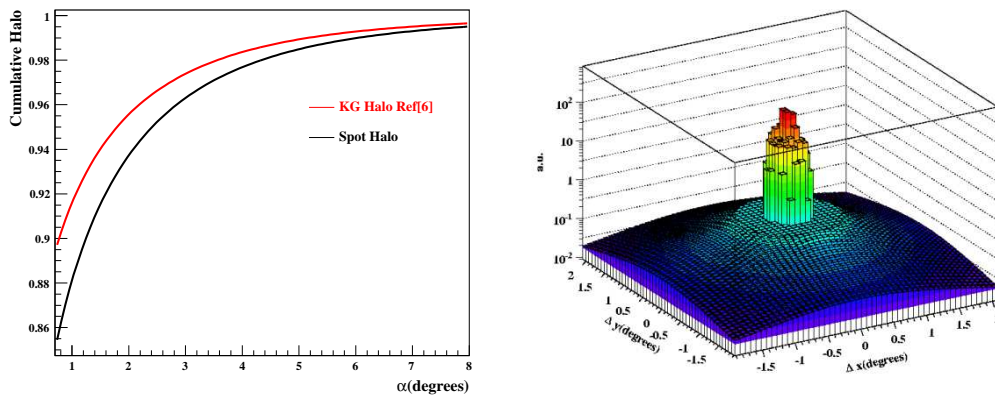 Cumulative Halo
1
0.98
0.96
0.94
0.92
0.9
0.88
0.86
KG Halo Ref[6]
Spot Halo
1 2 3 4 5 6 7 8
α(degrees)
a.u.
10²
10
1
10⁻¹
10⁻²
2
1.5
1
0.5
0
-0.5
-1
-1.5
Δ y(degrees)
-1.5 -1 -0.5 0 0.5 1 1.5
Δ x(degrees)